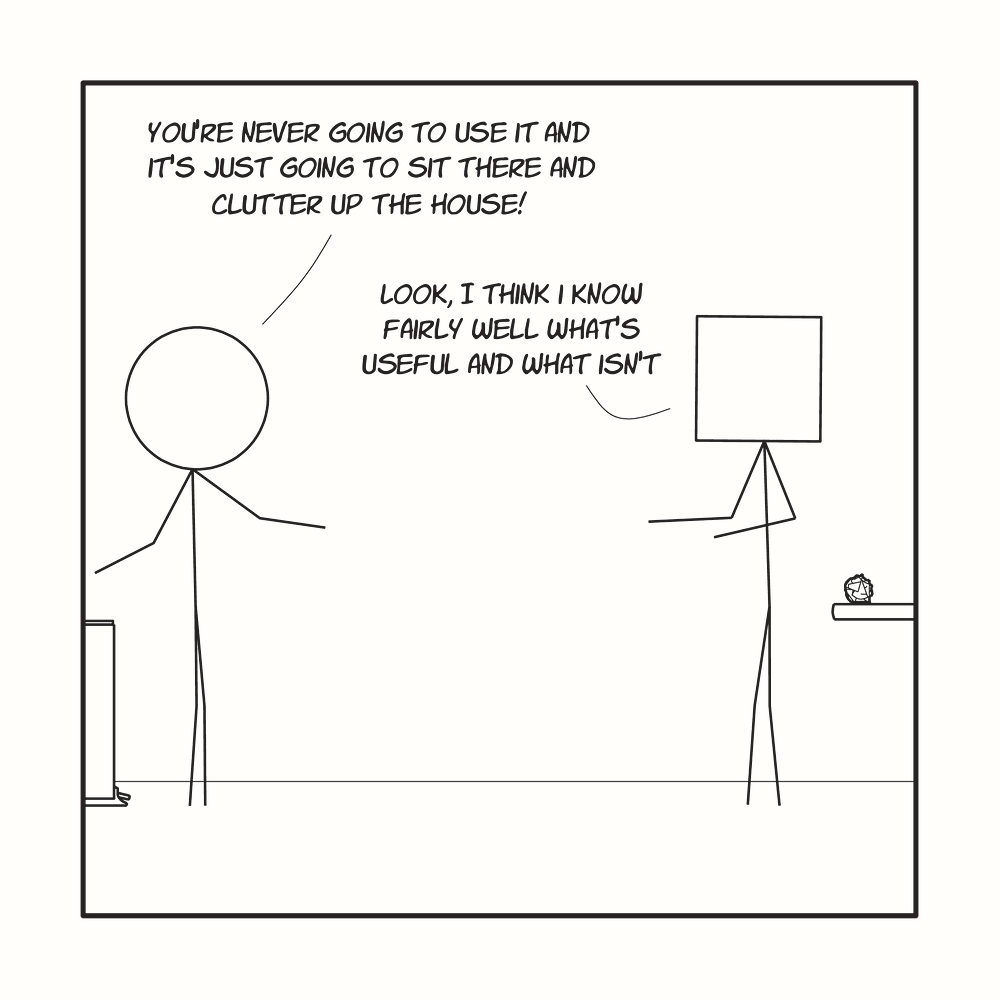 YOU'RE NEVER GOING TO USE IT AND
IT'S JUST GOING TO SIT THERE AND
CLUTTER UP THE HOUSE!
LOOK, I THINK I KNOW
FAIRLY WELL WHAT'S
USEFUL AND WHAT ISN'T